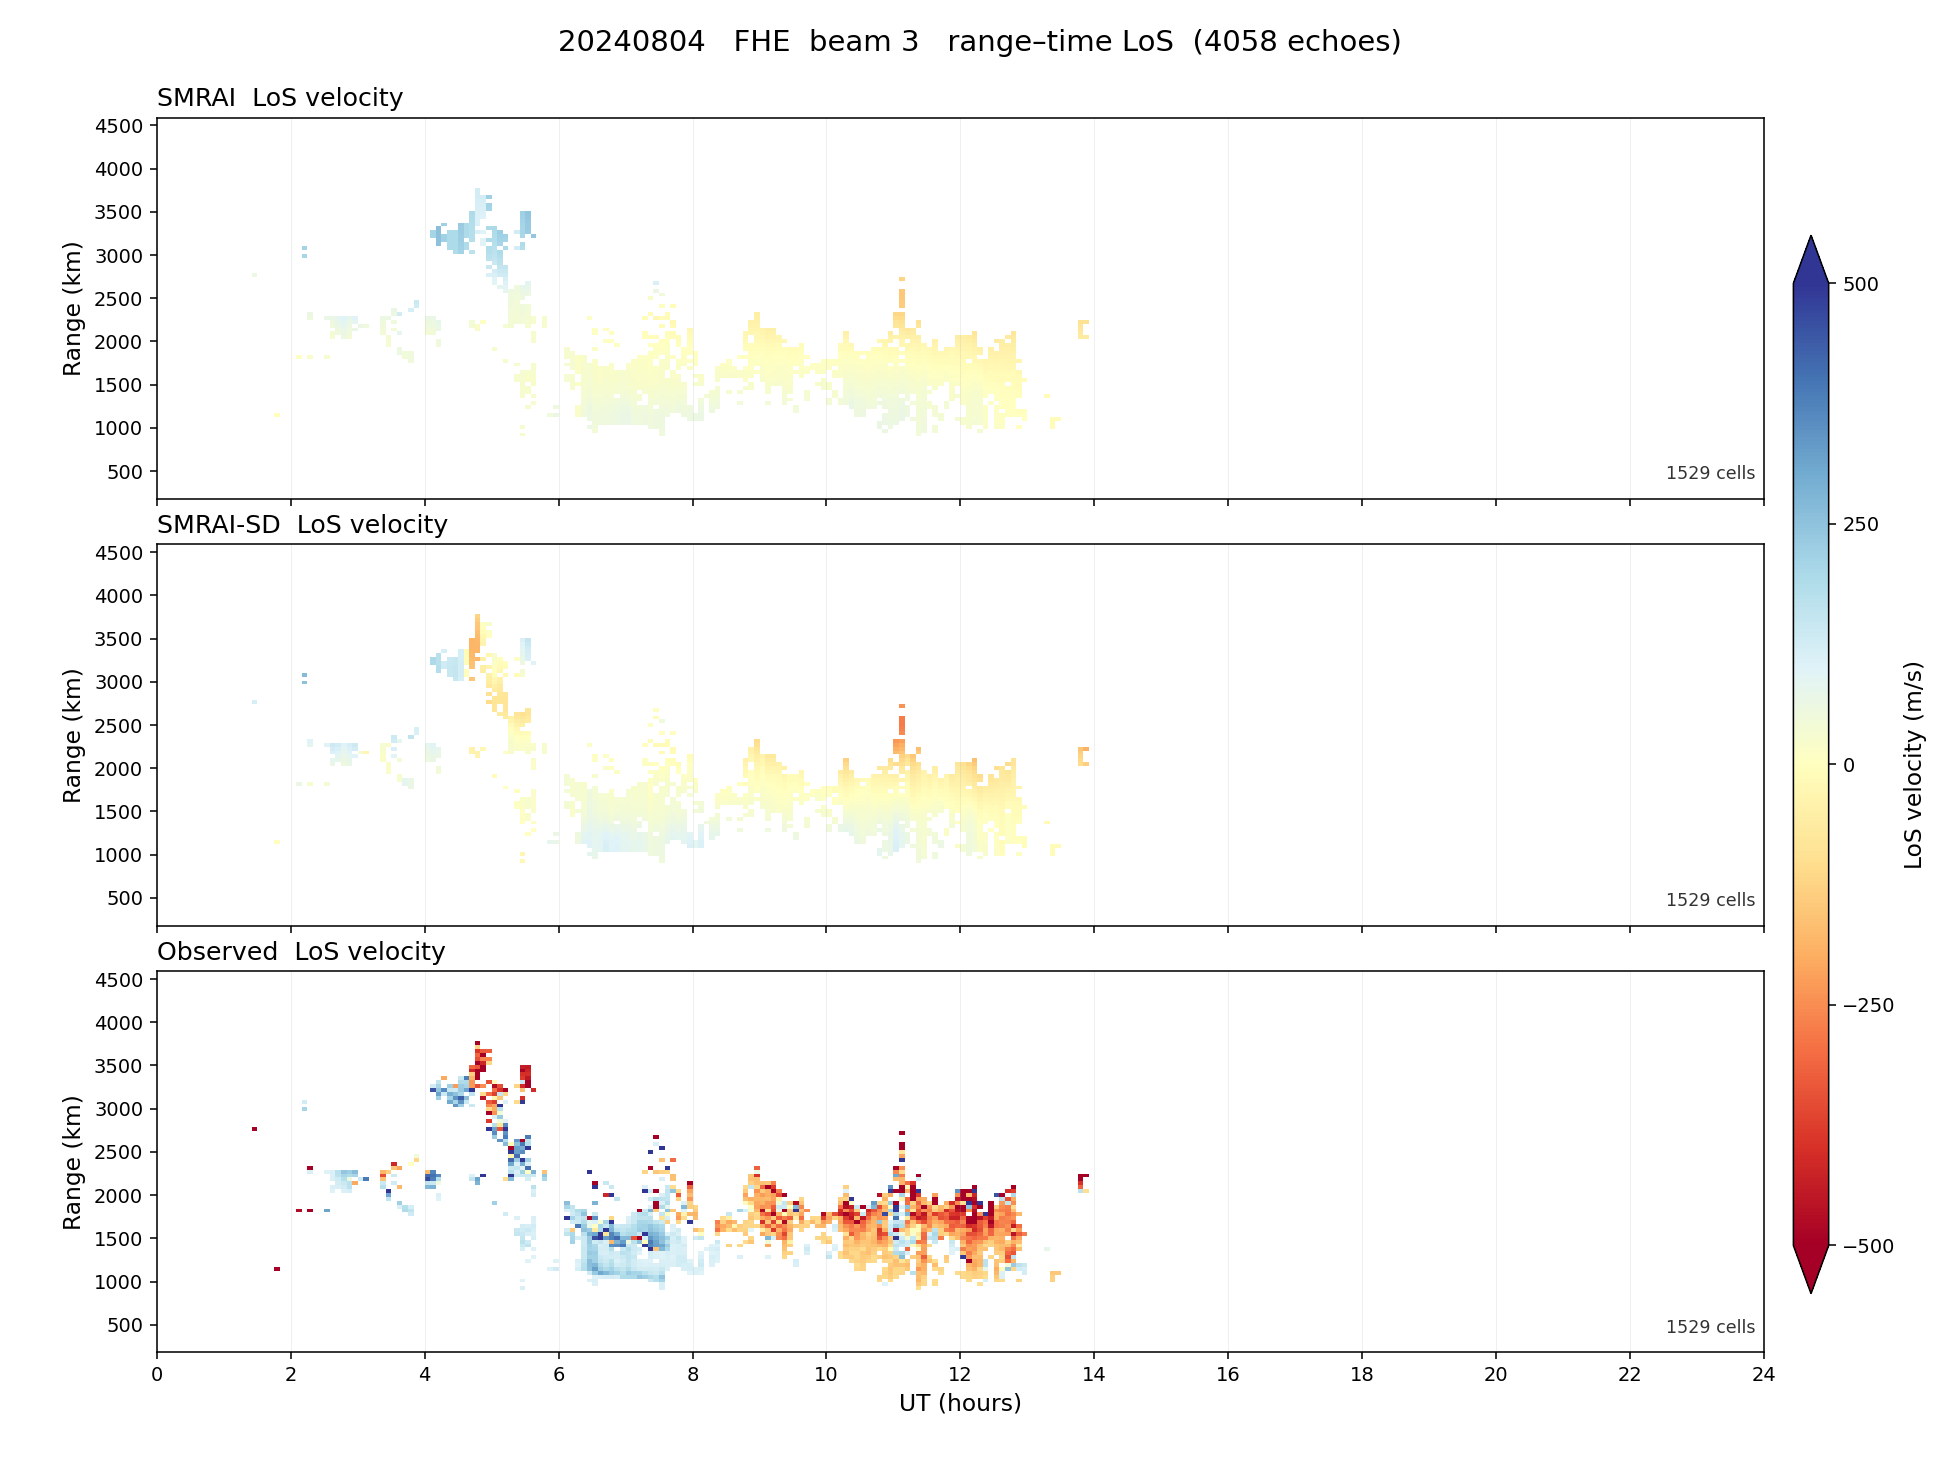 20240804   FHE  beam 3   range–time LoS  (4058 echoes)
SMRAI  LoS velocity
4500
4000
3500
3000
2500
2000
1500
1000
500
Range (km)
1529 cells
SMRAI-SD  LoS velocity
4500
4000
3500
3000
2500
2000
1500
1000
500
Range (km)
1529 cells
Observed  LoS velocity
4500
4000
3500
3000
2500
2000
1500
1000
500
Range (km)
1529 cells
0 2 4 6 8 10 12 14 16 18 20 22 24
UT (hours)
500
250
0
−250
−500
LoS velocity (m/s)